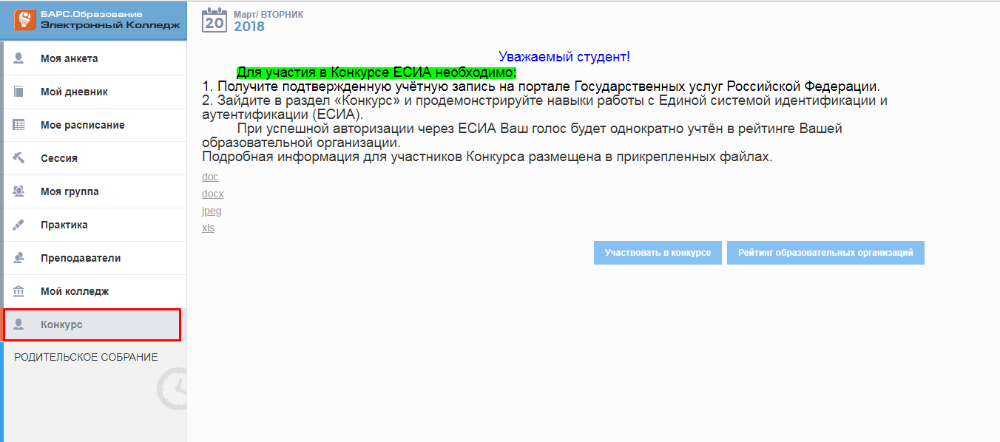 БАРС.Образование
Электронный Колледж
Моя анкета
Мой дневник
Мое расписание
Сессия
Моя группа
Практика
Преподаватели
Мой колледж
Конкурс
РОДИТЕЛЬСКОЕ СОБРАНИЕ
20
Март/ ВТОРНИК
2018
Уважаемый студент!
Для участия в Конкурсе ЕСИА необходимо:
1. Получите подтвержденную учётную запись на портале Государственных услуг Российской Федерации.
2. Зайдите в раздел «Конкурс» и продемонстрируйте навыки работы с Единой системой идентификации и
аутентификации (ЕСИА).
При успешной авторизации через ЕСИА Ваш голос будет однократно учтён в рейтинге Вашей
образовательной организации.
Подробная информация для участников Конкурса размещена в прикрепленных файлах.
doc
docx
jpeg
xls
Участвовать в конкурсе
Рейтинг образовательных организаций